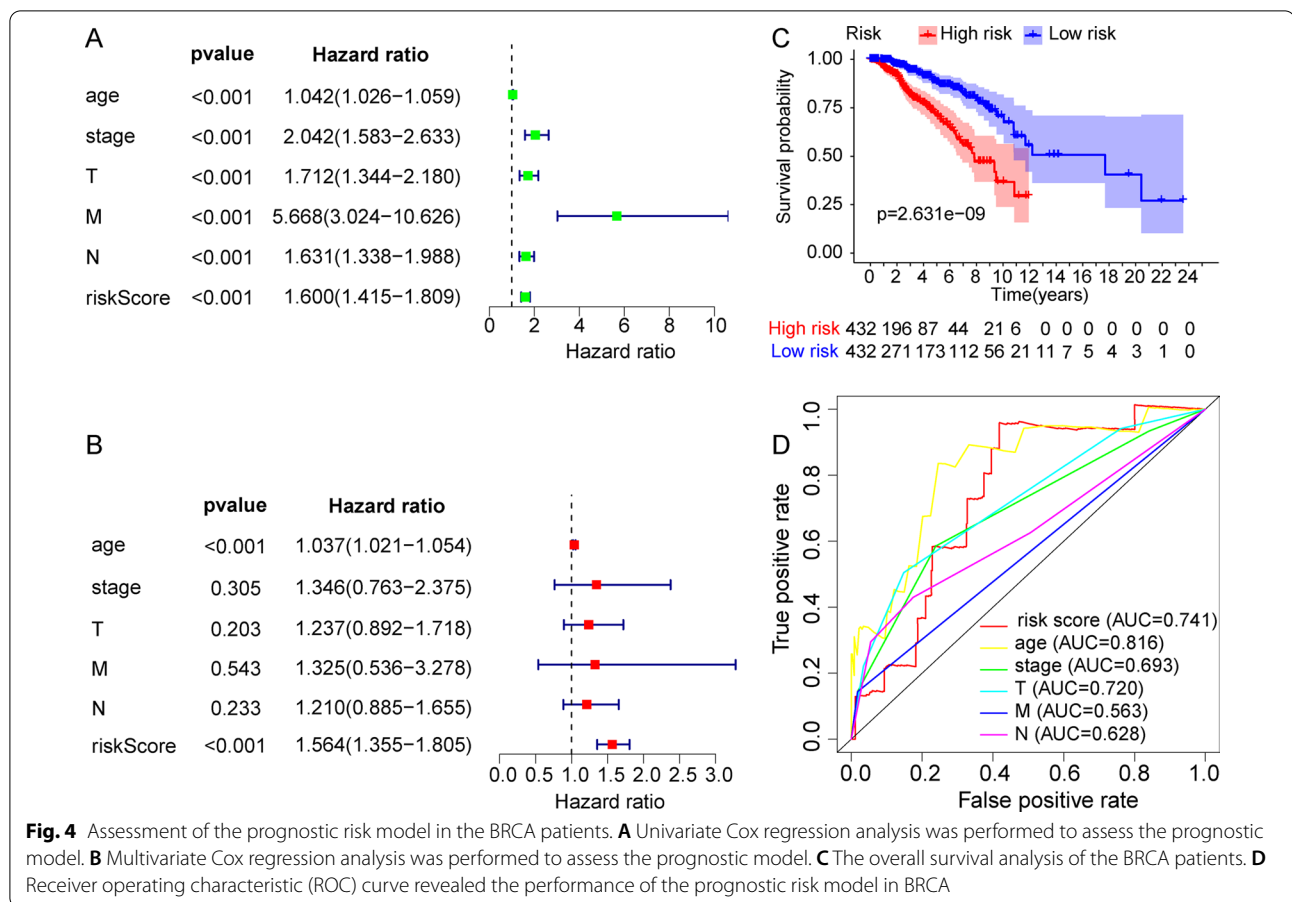 A
pvalue Hazard ratio
age <0.001 1.042(1.026−1.059)
stage <0.001 2.042(1.583−2.633)
T <0.001 1.712(1.344−2.180)
M <0.001 5.668(3.024−10.626)
N <0.001 1.631(1.338−1.988)
riskScore <0.001 1.600(1.415−1.809)
0 2 4 6 8 10
Hazard ratio
B
pvalue Hazard ratio
age <0.001 1.037(1.021−1.054)
stage 0.305 1.346(0.763−2.375)
T 0.203 1.237(0.892−1.718)
M 0.543 1.325(0.536−3.278)
N 0.233 1.210(0.885−1.655)
riskScore <0.001 1.564(1.355−1.805)
0.0 0.5 1.0 1.5 2.0 2.5 3.0
Hazard ratio
C
Risk High risk Low risk
Survival probability
1.00
0.75
0.50
0.25
0.00
p=2.631e−09
0 2 4 6 8 10 12 14 16 18 20 22 24
Time(years)
High risk 432 196 87 44 21 6 0 0 0 0 0 0 0
Low risk 432 271 173 112 56 21 11 7 5 4 3 1 0
D
True positive rate
1.0
0.8
0.6
0.4
0.2
0.0
risk score (AUC=0.741)
age (AUC=0.816)
stage (AUC=0.693)
T (AUC=0.720)
M (AUC=0.563)
N (AUC=0.628)
0.0 0.2 0.4 0.6 0.8 1.0
False positive rate
Fig. 4 Assessment of the prognostic risk model in the BRCA patients. A Univariate Cox regression analysis was performed to assess the prognostic
model. B Multivariate Cox regression analysis was performed to assess the prognostic model. C The overall survival analysis of the BRCA patients. D
Receiver operating characteristic (ROC) curve revealed the performance of the prognostic risk model in BRCA